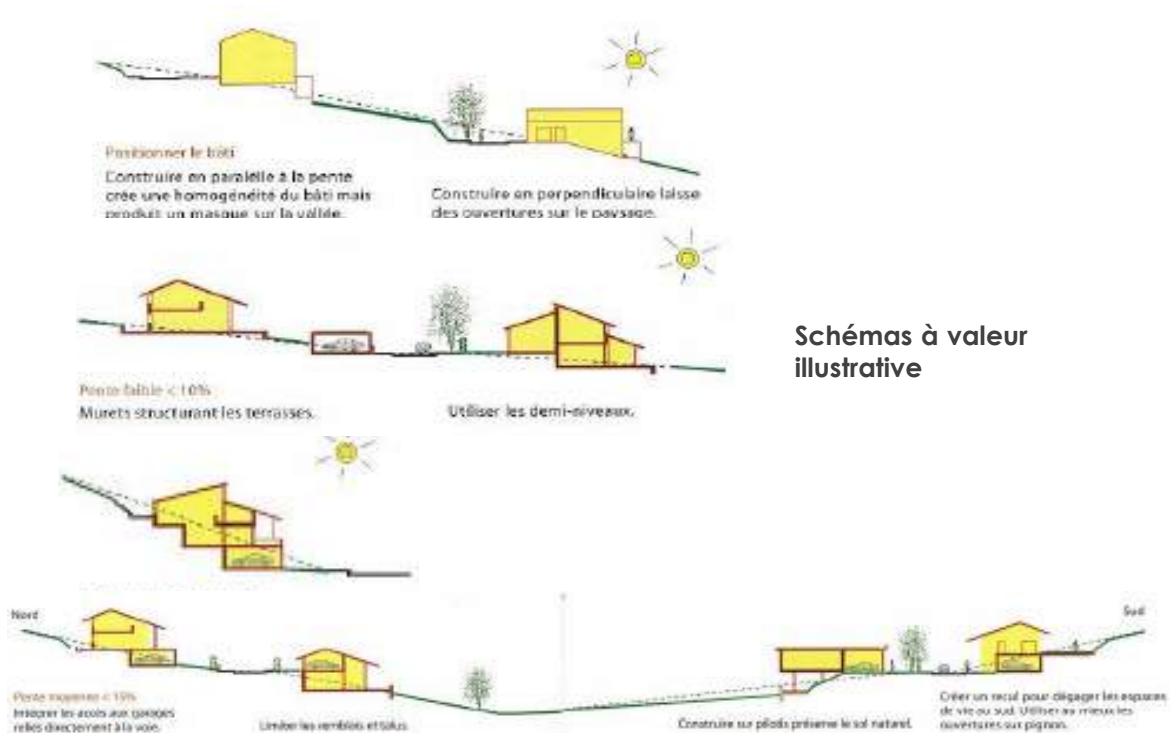 Positionner le bâti
Construire en parallèle à la pente
crée une homogénéité du bâti mais
produit un masque sur la vallée.
Construire en perpendiculaire laisse
des ouvertures sur le paysage.
Schémas à valeur
illustrative
Pente faible < 10%
Murets structurant les terrasses.
Utiliser les demi-niveaux.
Nord
Sud
Pente moyenne < 15%
Intégrer les accès aux garages
reliés directement à la voie.
Limiter les remblais et talus.
Construire sur pilotis préserve le sol naturel.
Créer un recul pour dégager les espaces
de vie au sud. Utiliser au mieux les
ouvertures sur pignon.